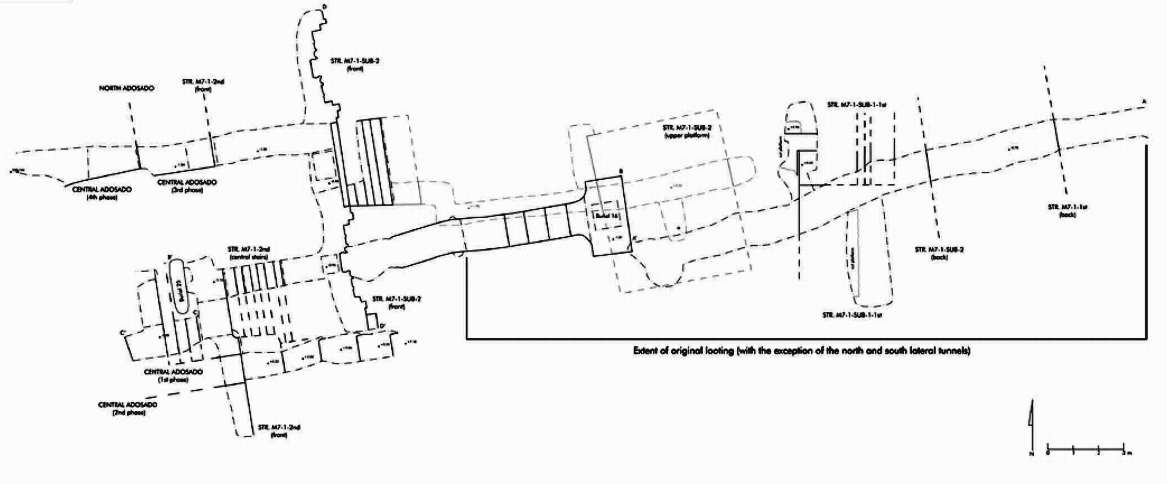 D
STR. M7-1-SUB-2
(front)
NORTH ADOSADO
STR. M7-1-2nd
(front)
STR. M7-1-SUB-2
(upper platform)
STR. M7-1-SUB-1-1st
A
CENTRAL ADOSADO
(4th phase)
CENTRAL ADOSADO
(3rd phase)
B
Burial 16
STR. M7-1-1st
(back)
STR. M7-1-SUB-2
(back)
STR. M7-1-2nd
(central stairs)
Burial 25
STR. M7-1-SUB-2
(front)
STR. M7-1-SUB-1-1st
C'
D'
Extent of original looting (with the exception of the north and south lateral tunnels)
CENTRAL ADOSADO
(1st phase)
CENTRAL ADOSADO
(2nd phase)
STR. M7-1-2nd
(front)
N
0 1 2 3 m